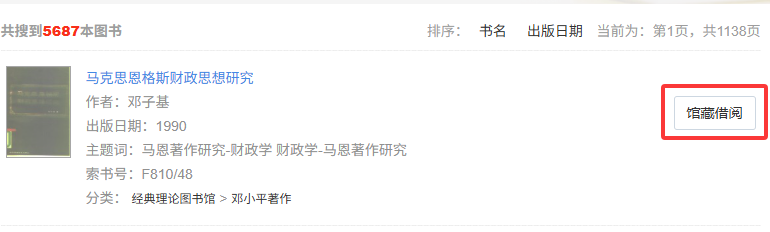 共搜到5687本图书 排序： 书名 出版日期 当前为：第1页，共1138页
马克思恩格斯财政思想研究
作者：邓子基
馆藏借阅
出版日期：1990
主题词：马恩著作研究-财政学 财政学-马恩著作研究
索书号：F810/48
分类： 经典理论图书馆 > 邓小平著作